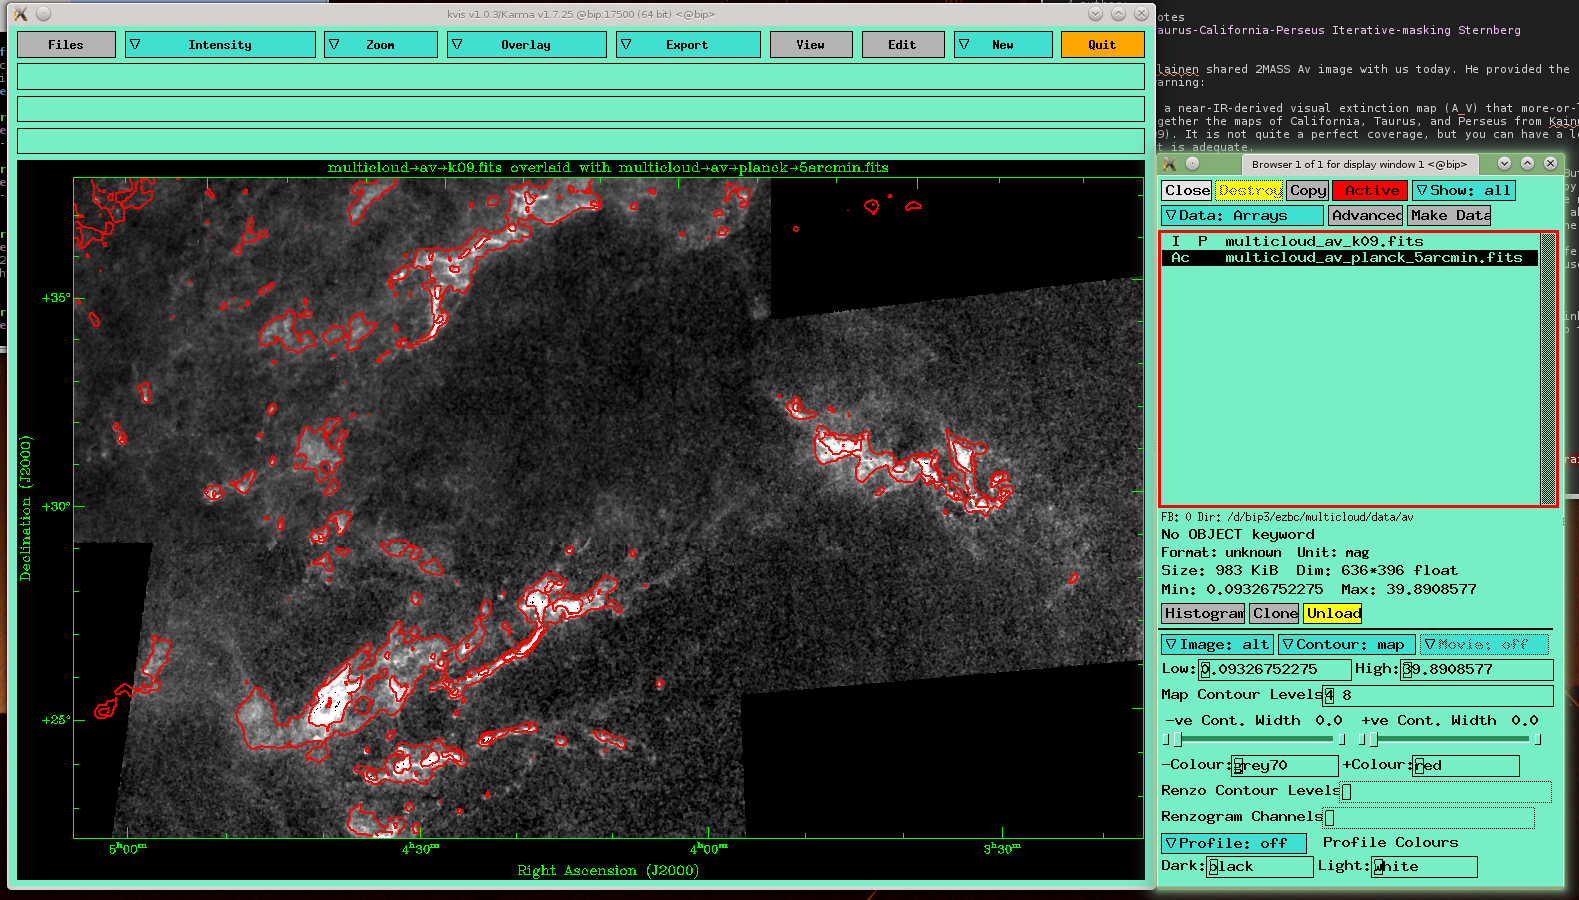 kvis v1.0.3/Karma v1.7.25 @bip:17500 (64 bit) <@bip>
Files Intensity Zoom Overlay Export View Edit New Quit
multicloud→av→k09.fits overlaid with multicloud→av→planck→5arcmin.fits
+35°
+30°
+25°
Declination (J2000)
5ʰ00ᵐ 4ʰ30ᵐ 4ʰ00ᵐ 3ʰ30ᵐ
Right Ascension (J2000)
otes
aurus-California-Perseus Iterative-masking Sternberg
lainen shared 2MASS Av image with us today. He provided the
arning:
a near-IR-derived visual extinction map (A_V) that more-or-
gether the maps of California, Taurus, and Perseus from Kain
9). It is not quite a perfect coverage, but you can have a l
t is adequate.
Browser 1 of 1 for display window 1 <@bip>
Close Destroy Copy Active Show: all
Data: Arrays Advanced Make Data
I P multicloud_av_k09.fits
Ac multicloud_av_planck_5arcmin.fits
FB: 0 Dir: /d/bip3/ezbc/multicloud/data/av
No OBJECT keyword
Format: unknown Unit: mag
Size: 983 KiB Dim: 636*396 float
Min: 0.09326752275 Max: 39.8908577
Histogram Clone Unload
Image: alt Contour: map Movie: off
Low: 0.09326752275 High: 39.8908577
Map Contour Levels 4 8
-ve Cont. Width 0.0 +ve Cont. Width 0.0
-Colour: grey70 +Colour: red
Renzo Contour Levels
Renzogram Channels
Profile: off Profile Colours
Dark: black Light: white